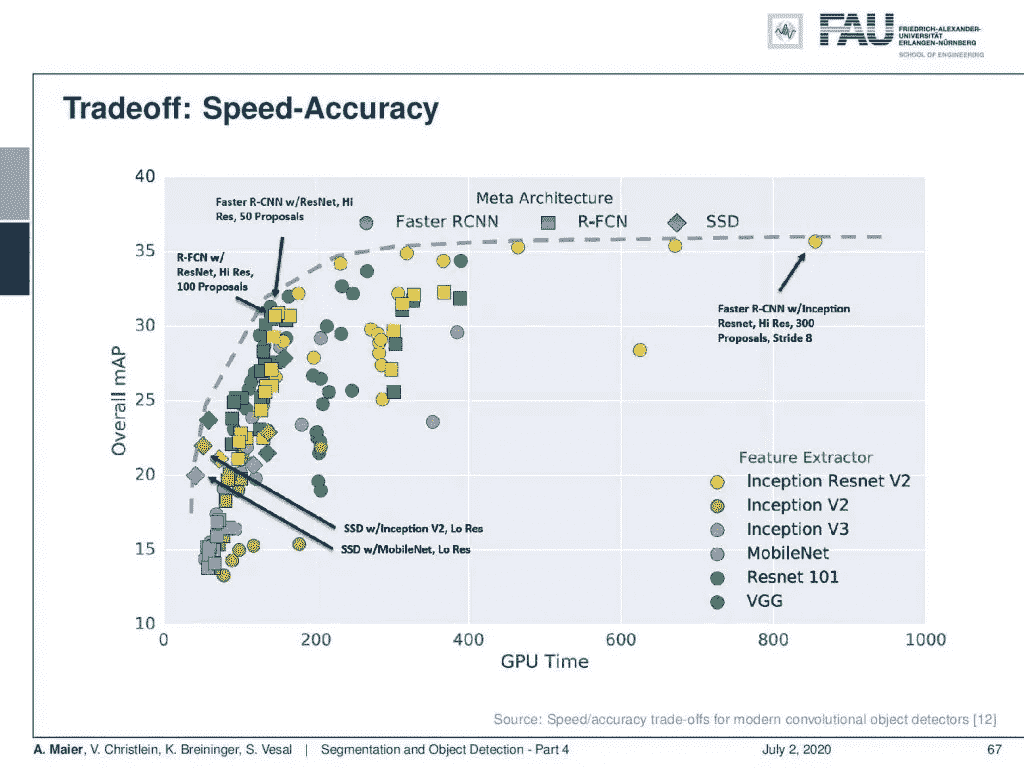 FAU
FRIEDRICH-ALEXANDER-
UNIVERSITÄT
ERLANGEN-NÜRNBERG
SCHOOL OF ENGINEERING
Tradeoff: Speed-Accuracy
40
35
30
25
20
15
10
Overall mAP
Faster R-CNN w/ResNet, Hi
Res, 50 Proposals
Meta Architecture
Faster RCNN
R-FCN
SSD
R-FCN w/
ResNet, Hi Res,
100 Proposals
Faster R-CNN w/Inception
Resnet, Hi Res, 300
Proposals, Stride 8
Feature Extractor
Inception Resnet V2
Inception V2
Inception V3
MobileNet
Resnet 101
VGG
SSD w/Inception V2, Lo Res
SSD w/MobileNet, Lo Res
0
200
400
600
800
1000
GPU Time
Source: Speed/accuracy trade-offs for modern convolutional object detectors [12]
A. Maier, V. Christlein, K. Breininger, S. Vesal | Segmentation and Object Detection - Part 4
July 2, 2020
67